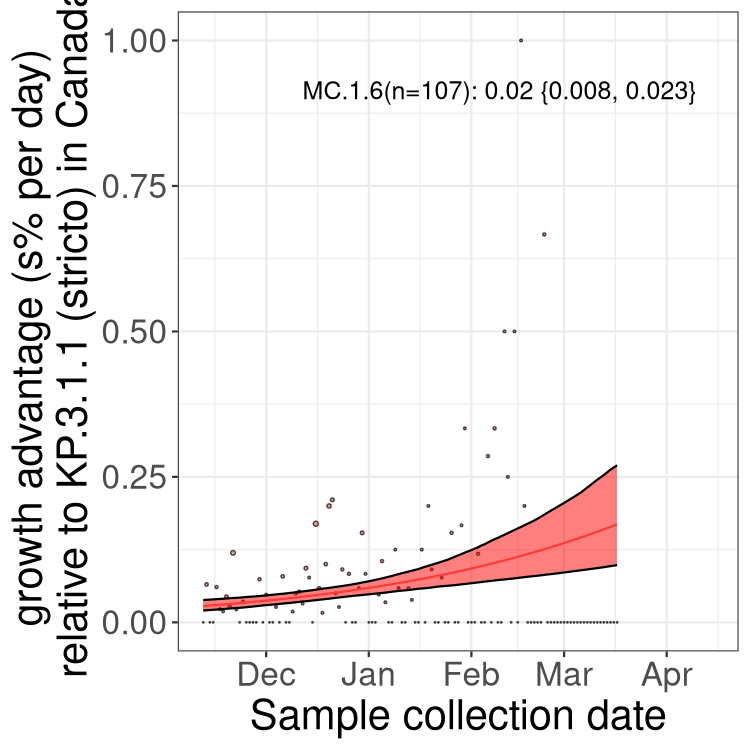 growth advantage (s% per day)
relative to KP.3.1.1 (stricto) in Canada
1.00
0.75
0.50
0.25
0.00
MC.1.6(n=107): 0.02 {0.008, 0.023}
Dec Jan Feb Mar Apr
Sample collection date